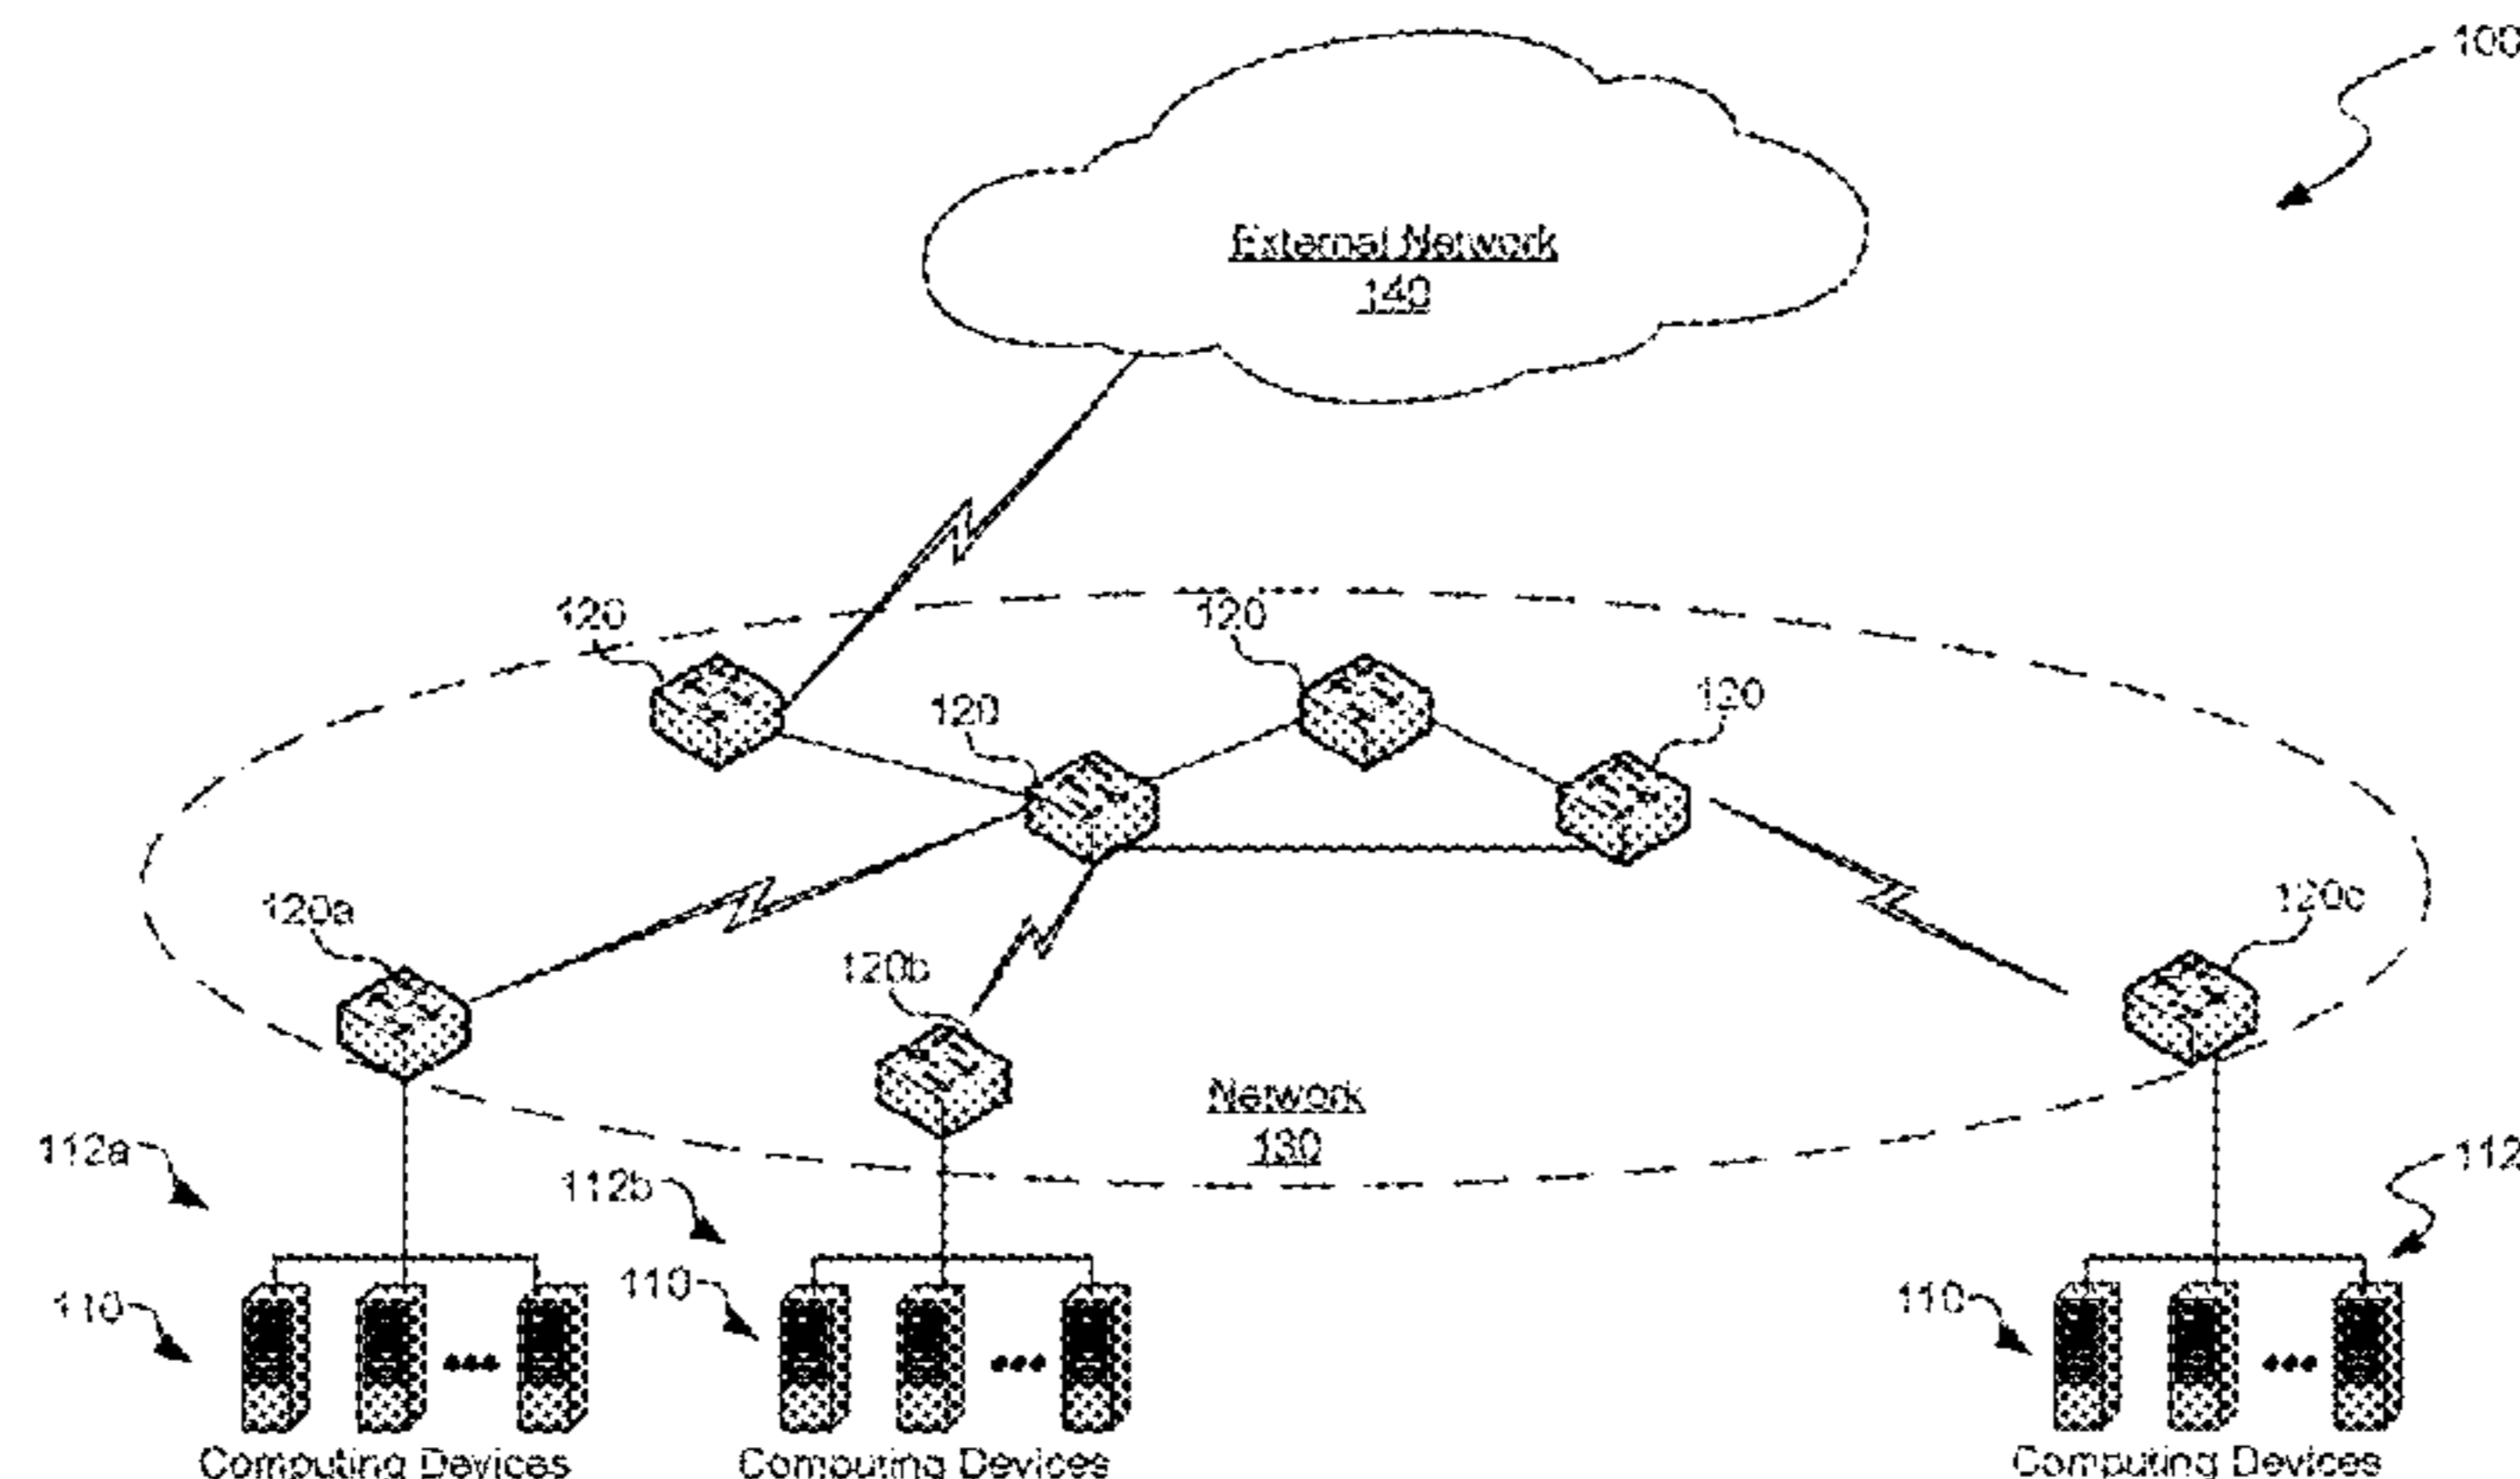 100
External Network
140
120
120
120
120
120a
120b
120c
Network
130
112a
112b
112
110
110
110
Computing Devices
Computing Devices
Computing Devices